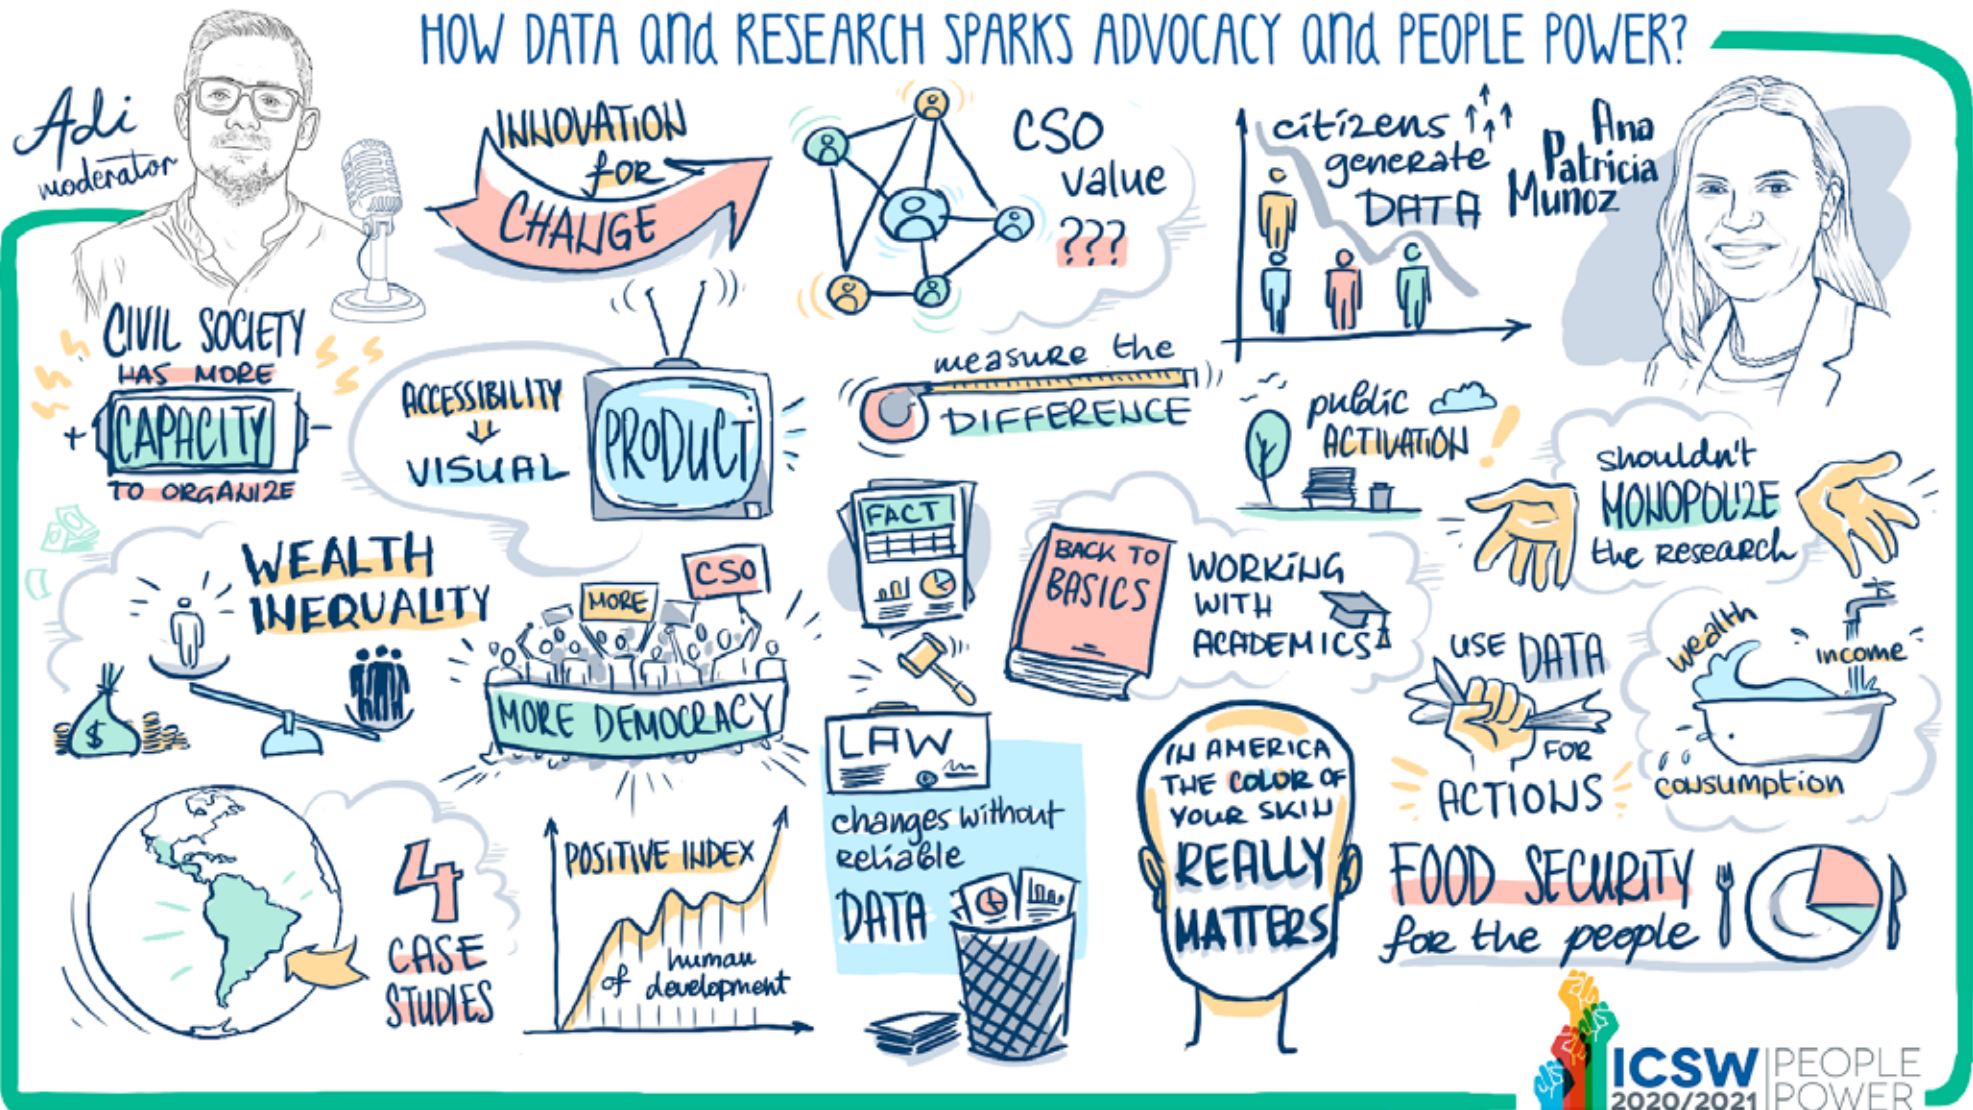 HOW DATA and RESEARCH SPARKS ADVOCACY and PEOPLE POWER?
Adi
moderator
INNOVATION
for
CHANGE
CSO
value
???
citizens
generate
DATA
Ana
Patricia
Munoz
CIVIL SOCIETY
HAS MORE
+ CAPACITY -
TO ORGANIZE
ACCESSIBILITY
VISUAL
PRODUCT
measure the
DIFFERENCE
public
ACTIVATION !
shouldn't
MONOPOLIZE
the RESEARCH
WEALTH
INEQUALITY
$
MORE
CSO
MORE DEMOCRACY
FACT
BACK TO
BASICS
WORKING
WITH
ACADEMICS
USE DATA
FOR
ACTIONS
wealth
income
consumption
4
CASE
STUDIES
POSITIVE INDEX
of human
development
LAW
changes without
Reliable
DATA
IN AMERICA
THE COLOR OF
YOUR SKIN
REALLY
MATTERS
FOOD SECURITY
for the people
ICSW
2020/2021
PEOPLE
POWER